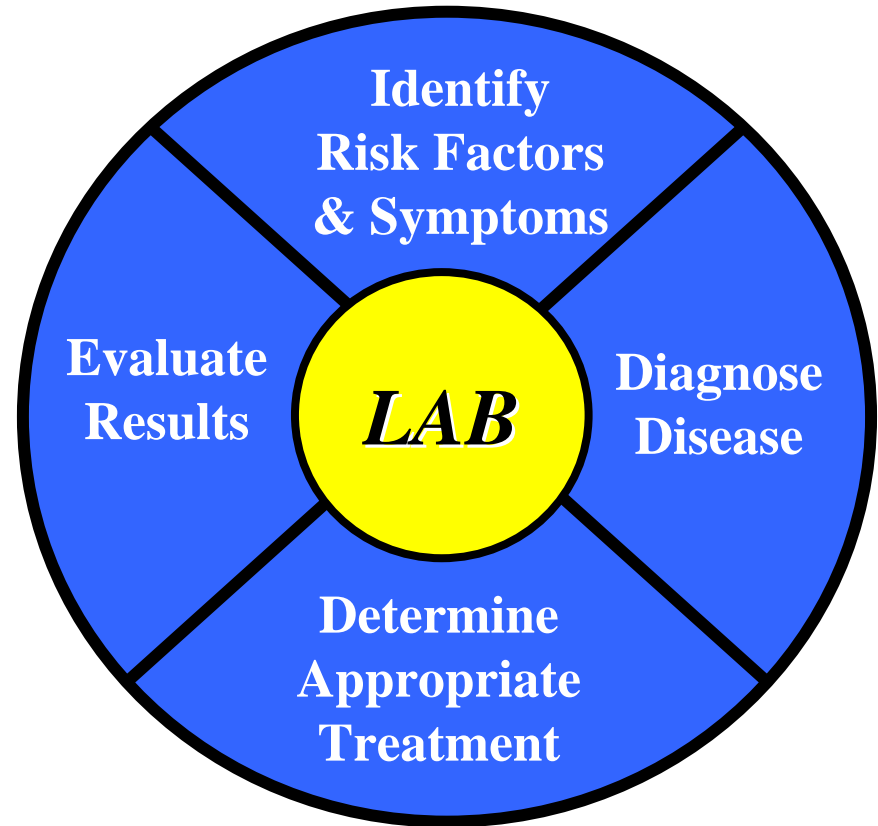 Identify
Risk Factors
& Symptoms
Evaluate
Results
LAB
Diagnose
Disease
Determine
Appropriate
Treatment